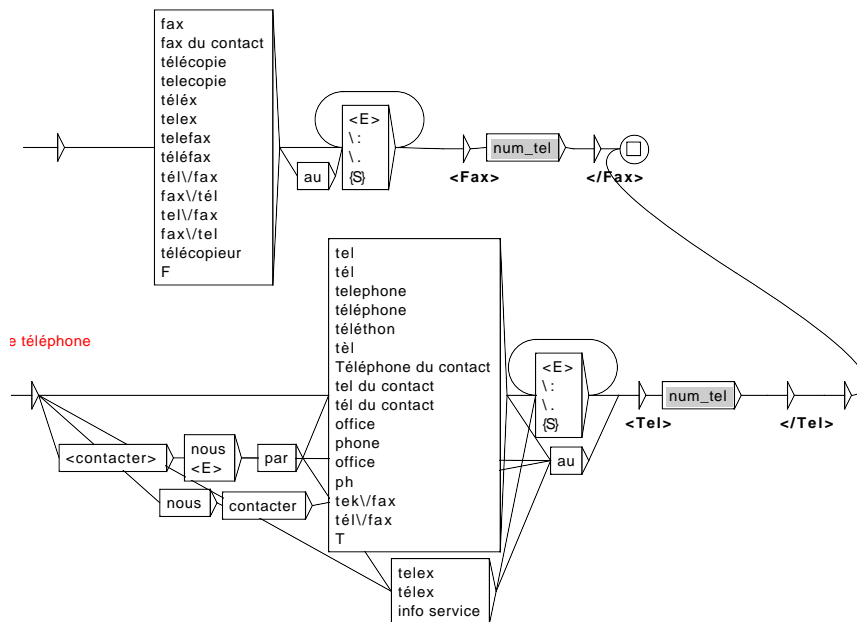 fax
fax du contact
télécopie
telecopie
téléx
telex
telefax
téléfax
tél\/fax
fax\/tél
tel\/fax
fax\/tel
télécopieur
F
au
<E>
\:
\.
{S}
<Fax>
num_tel
</Fax>
e téléphone
<contacter>
nous
<E>
par
nous
contacter
tel
tél
telephone
téléphone
téléthon
tèl
Téléphone du contact
tel du contact
tél du contact
office
phone
office
ph
tek\/fax
tél\/fax
T
telex
télex
info service
<E>
\:
\.
{S}
au
<Tel>
num_tel
</Tel>